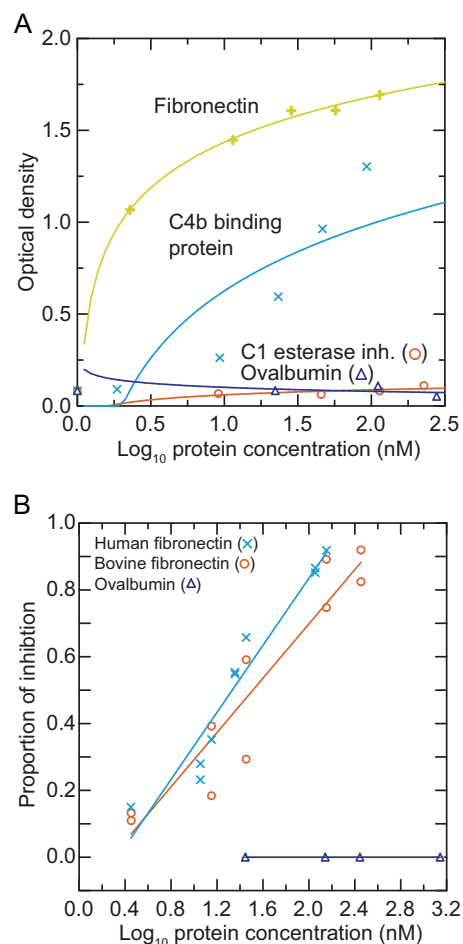 A
2.0
Fibronectin
1.5
C4b binding
protein
1.0
0.5
C1 esterase inh. (○)
Ovalbumin (△)
0.0
0.0 0.5 1.0 1.5 2.0 2.5
Optical density
Log10 protein concentration (nM)
B
1.0
Human fibronectin (×)
Bovine fibronectin (○)
Ovalbumin (△)
0.8
0.6
0.4
0.2
0.0
0.0 0.4 0.8 1.2 1.6 2.0 2.4 2.8 3.2
Proportion of inhibtion
Log10 protein concentration (nM)